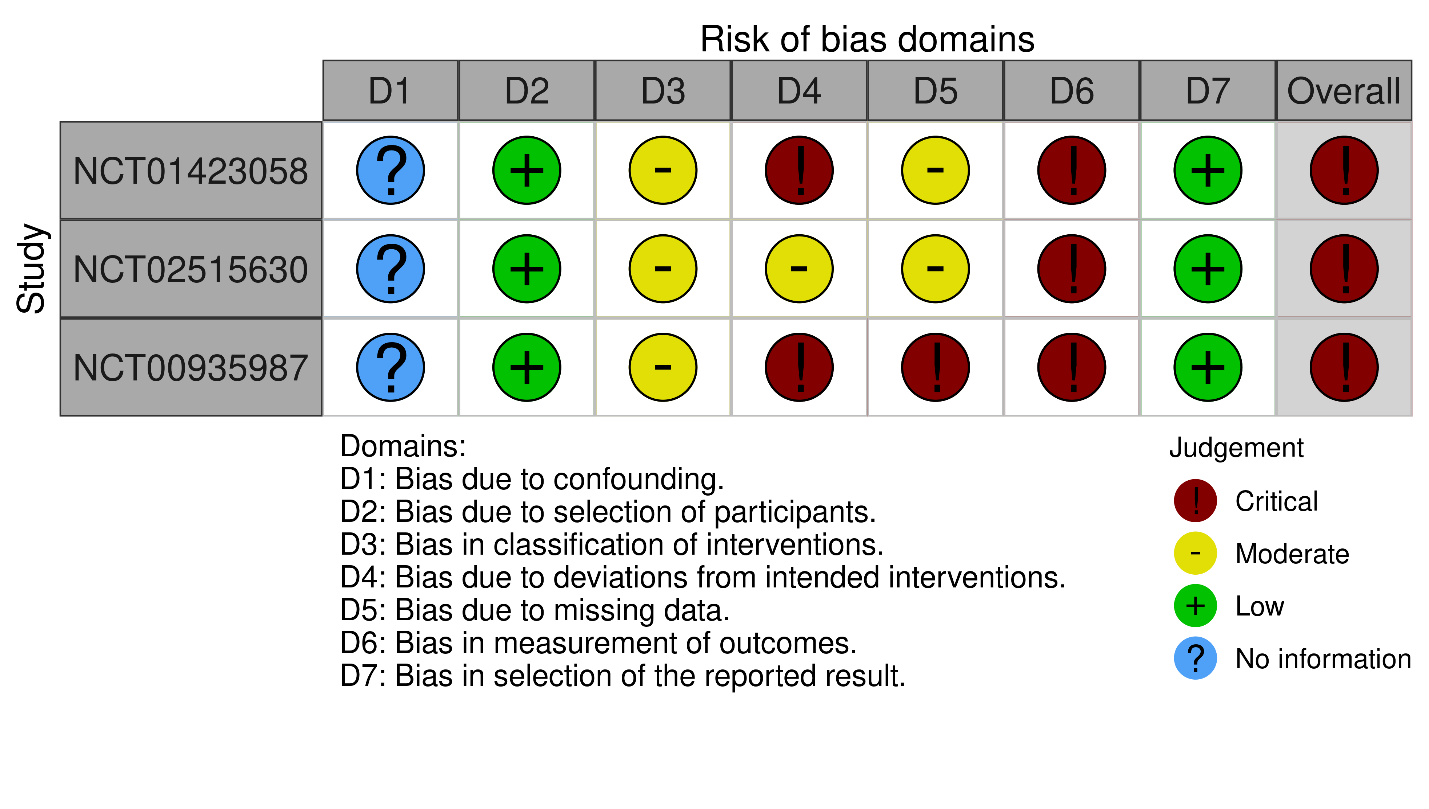 Risk of bias domains
D1 D2 D3 D4 D5 D6 D7 Overall
Study
NCT01423058 ? + - ! - ! + !
NCT02515630 ? + - - - ! + !
NCT00935987 ? + - ! ! ! + !
Domains:
D1: Bias due to confounding.
D2: Bias due to selection of participants.
D3: Bias in classification of interventions.
D4: Bias due to deviations from intended interventions.
D5: Bias due to missing data.
D6: Bias in measurement of outcomes.
D7: Bias in selection of the reported result.
Judgement
! Critical
- Moderate
+ Low
? No information